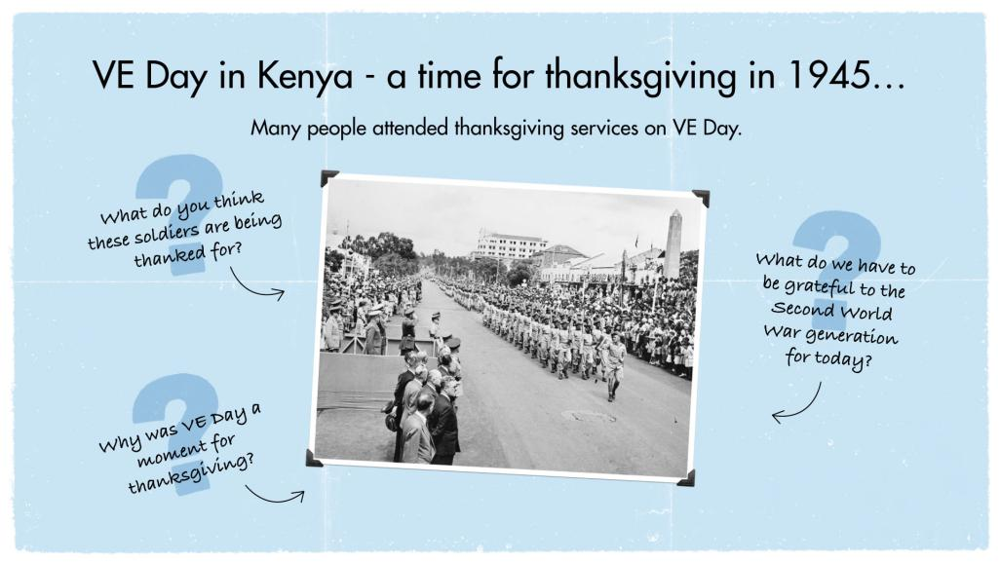 VE Day in Kenya - a time for thanksgiving in 1945...
Many people attended thanksgiving services on VE Day.
What do you think
these soldiers are being
thanked for?
What do we have to
be grateful to the
Second World
War generation
for today?
Why was VE Day a
moment for
thanksgiving?